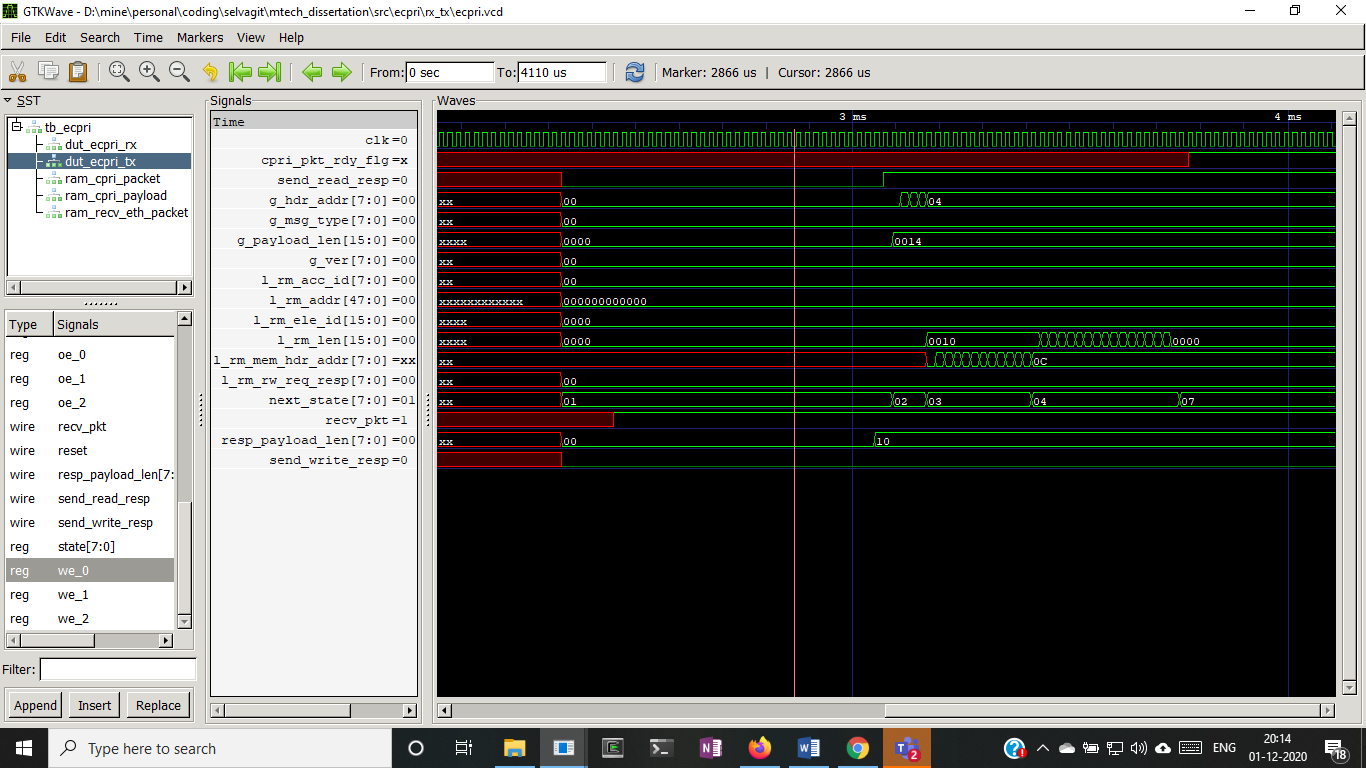 GTKWave - D:\mine\personal\coding\selvagit\mtech_dissertation\src\ecpri\rx_tx\ecpri.vcd
File Edit Search Time Markers View Help
From: 0 sec To: 4110 us Marker: 2866 us | Cursor: 2866 us
SST
tb_ecpri
dut_ecpri_rx
dut_ecpri_tx
ram_cpri_packet
ram_cpri_payload
ram_recv_eth_packet
Type Signals
reg oe_0
reg oe_1
reg oe_2
wire recv_pkt
wire reset
wire resp_payload_len[7:
wire send_read_resp
wire send_write_resp
reg state[7:0]
reg we_0
reg we_1
reg we_2
Filter:
Append Insert Replace
Signals
Time
clk=0
cpri_pkt_rdy_flg=x
send_read_resp=0
g_hdr_addr[7:0]=00
g_msg_type[7:0]=00
g_payload_len[15:0]=00
g_ver[7:0]=00
l_rm_acc_id[7:0]=00
l_rm_addr[47:0]=00
l_rm_ele_id[15:0]=00
l_rm_len[15:0]=00
l_rm_mem_hdr_addr[7:0]=xx
l_rm_rw_req_resp[7:0]=00
next_state[7:0]=01
recv_pkt=1
resp_payload_len[7:0]=00
send_write_resp=0
Waves
3 ms 4 ms
xx 00 04
xx 00
xxxx 0000 0014
xx 00
xx 00
xxxxxxxxxxxx 000000000000
xxxx 0000
xxxx 0000 0010 0000
xx 0C
xx 00
xx 01 02 03 04 07
xx 00 10
Type here to search
2
ENG
20:14
01-12-2020
18